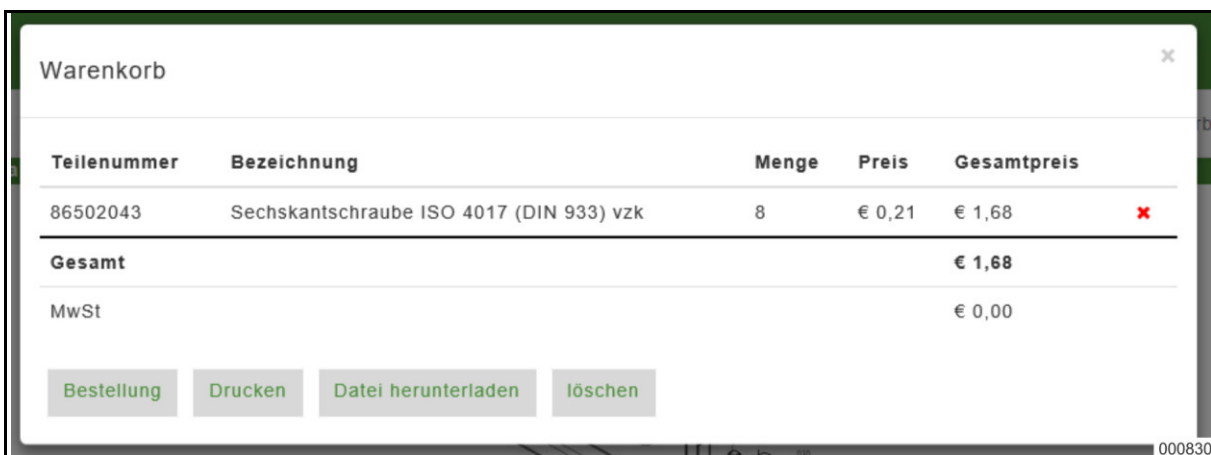 Warenkorb ×
Teilenummer Bezeichnung Menge Preis Gesamtpreis
86502043 Sechskantschraube ISO 4017 (DIN 933) vzk 8 € 0,21 € 1,68
Gesamt € 1,68
MwSt € 0,00
Bestellung Drucken Datei herunterladen löschen
000830